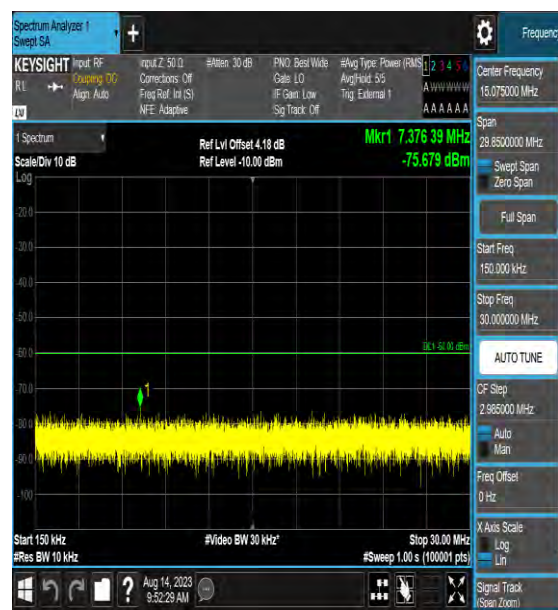 Spectrum Analyzer 1
Swept SA
Frequency
KEYSIGHT
Input: RF
Coupling: DC
Align: Auto
Input Z: 50 Ω
Corrections: Off
Freq Ref: Int (S)
NFE: Adaptive
#Atten: 30 dB
PNO: Best Wide
Gate: LO
IF Gain: Low
Sig Track: Off
#Avg Type: Power (RMS)
Avg|Hold: 5/5
Trig: External 1
1 2 3 4 5 6
A W W W W W
A A A A A A
LW
1 Spectrum
Scale/Div 10 dB
Log
Ref Lvl Offset 4.18 dB
Ref Level -10.00 dBm
Mkr1 7.376 39 MHz
-75.679 dBm
-20.0
-30.0
-40.0
-50.0
-60.0
-70.0
-80.0
-90.0
-100
1
DL1 -60.00 dBm
Start 150 kHz
#Res BW 10 kHz
#Video BW 30 kHz*
Stop 30.00 MHz
#Sweep 1.00 s (100001 pts)
Aug 14, 2023
9:52:29 AM
Center Frequency
15.075000 MHz
Span
29.8500000 MHz
Swept Span
Zero Span
Full Span
Start Freq
150.000 kHz
Stop Freq
30.000000 MHz
AUTO TUNE
CF Step
2.985000 MHz
Auto
Man
Freq Offset
0 Hz
X Axis Scale
Log
Lin
Signal Track
(Span Zoom)